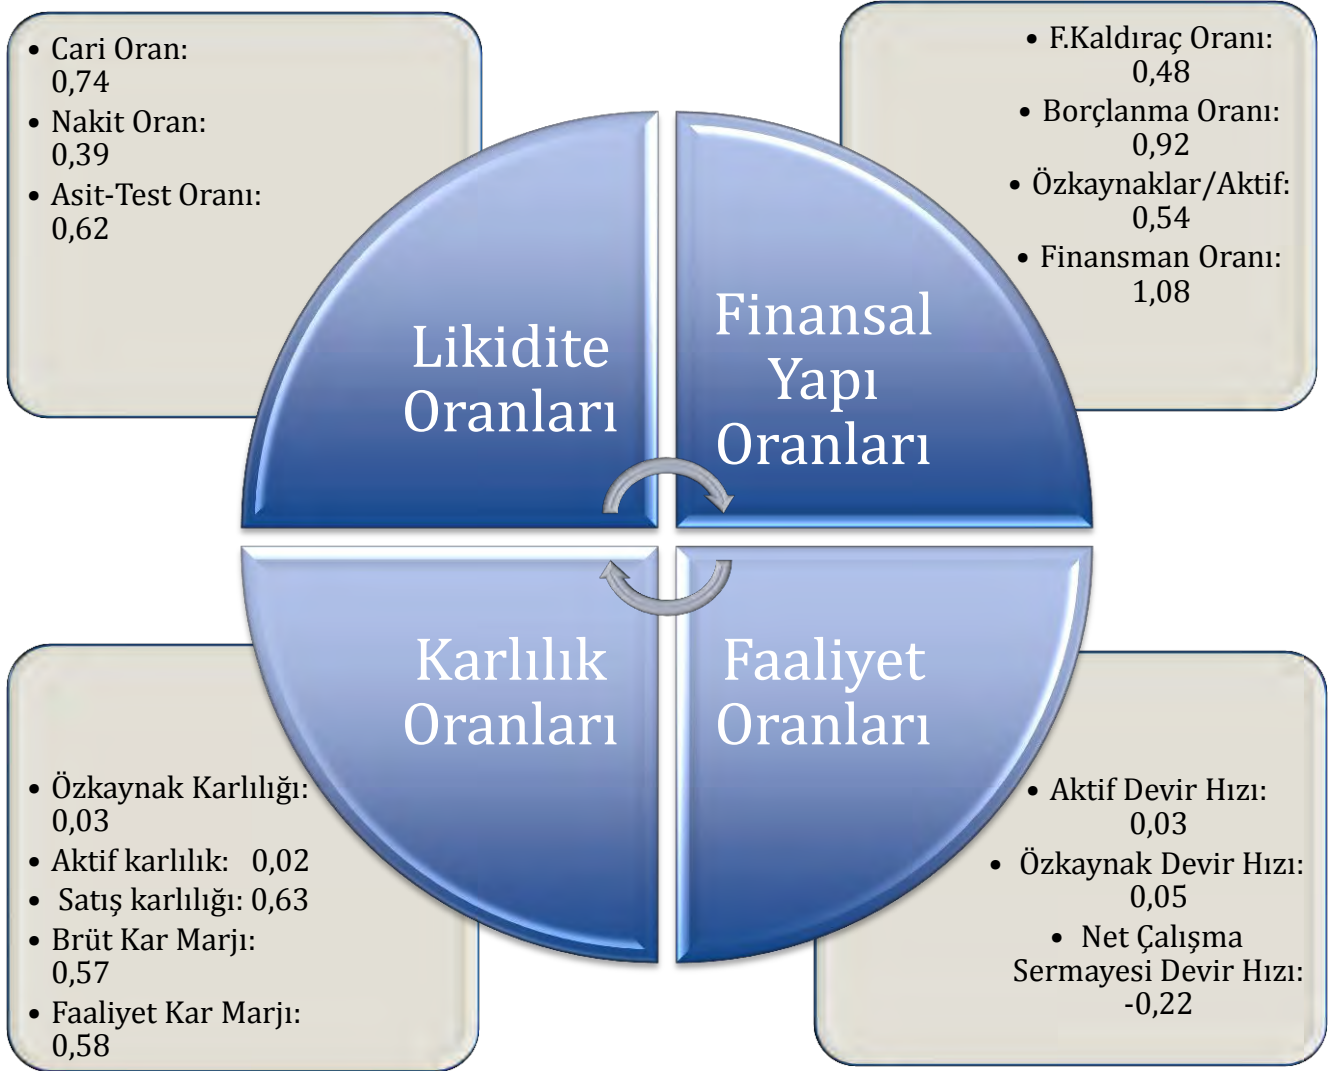 • Cari Oran:
0,74
• Nakit Oran:
0,39
• Asit-Test Oranı:
0,62
• F.Kaldıraç Oranı:
0,48
• Borçlanma Oranı:
0,92
• Özkaynaklar/Aktif:
0,54
• Finansman Oranı:
1,08
Likidite
Oranları
Finansal
Yapı
Oranları
Karlılık
Oranları
Faaliyet
Oranları
• Özkaynak Karlılığı:
0,03
• Aktif karlılık: 0,02
• Satış karlılığı: 0,63
• Brüt Kar Marjı:
0,57
• Faaliyet Kar Marjı:
0,58
• Aktif Devir Hızı:
0,03
• Özkaynak Devir Hızı:
0,05
• Net Çalışma
Sermayesi Devir Hızı:
-0,22